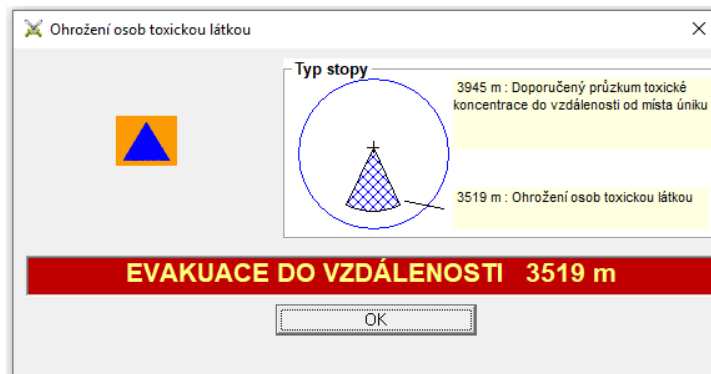 Ohrožení osob toxickou látkou
Typ stopy
3945 m : Doporučený průzkum toxické
koncentrace do vzdálenosti od místa úniku
3519 m : Ohrožení osob toxickou látkou
EVAKUACE DO VZDÁLENOSTI 3519 m
OK